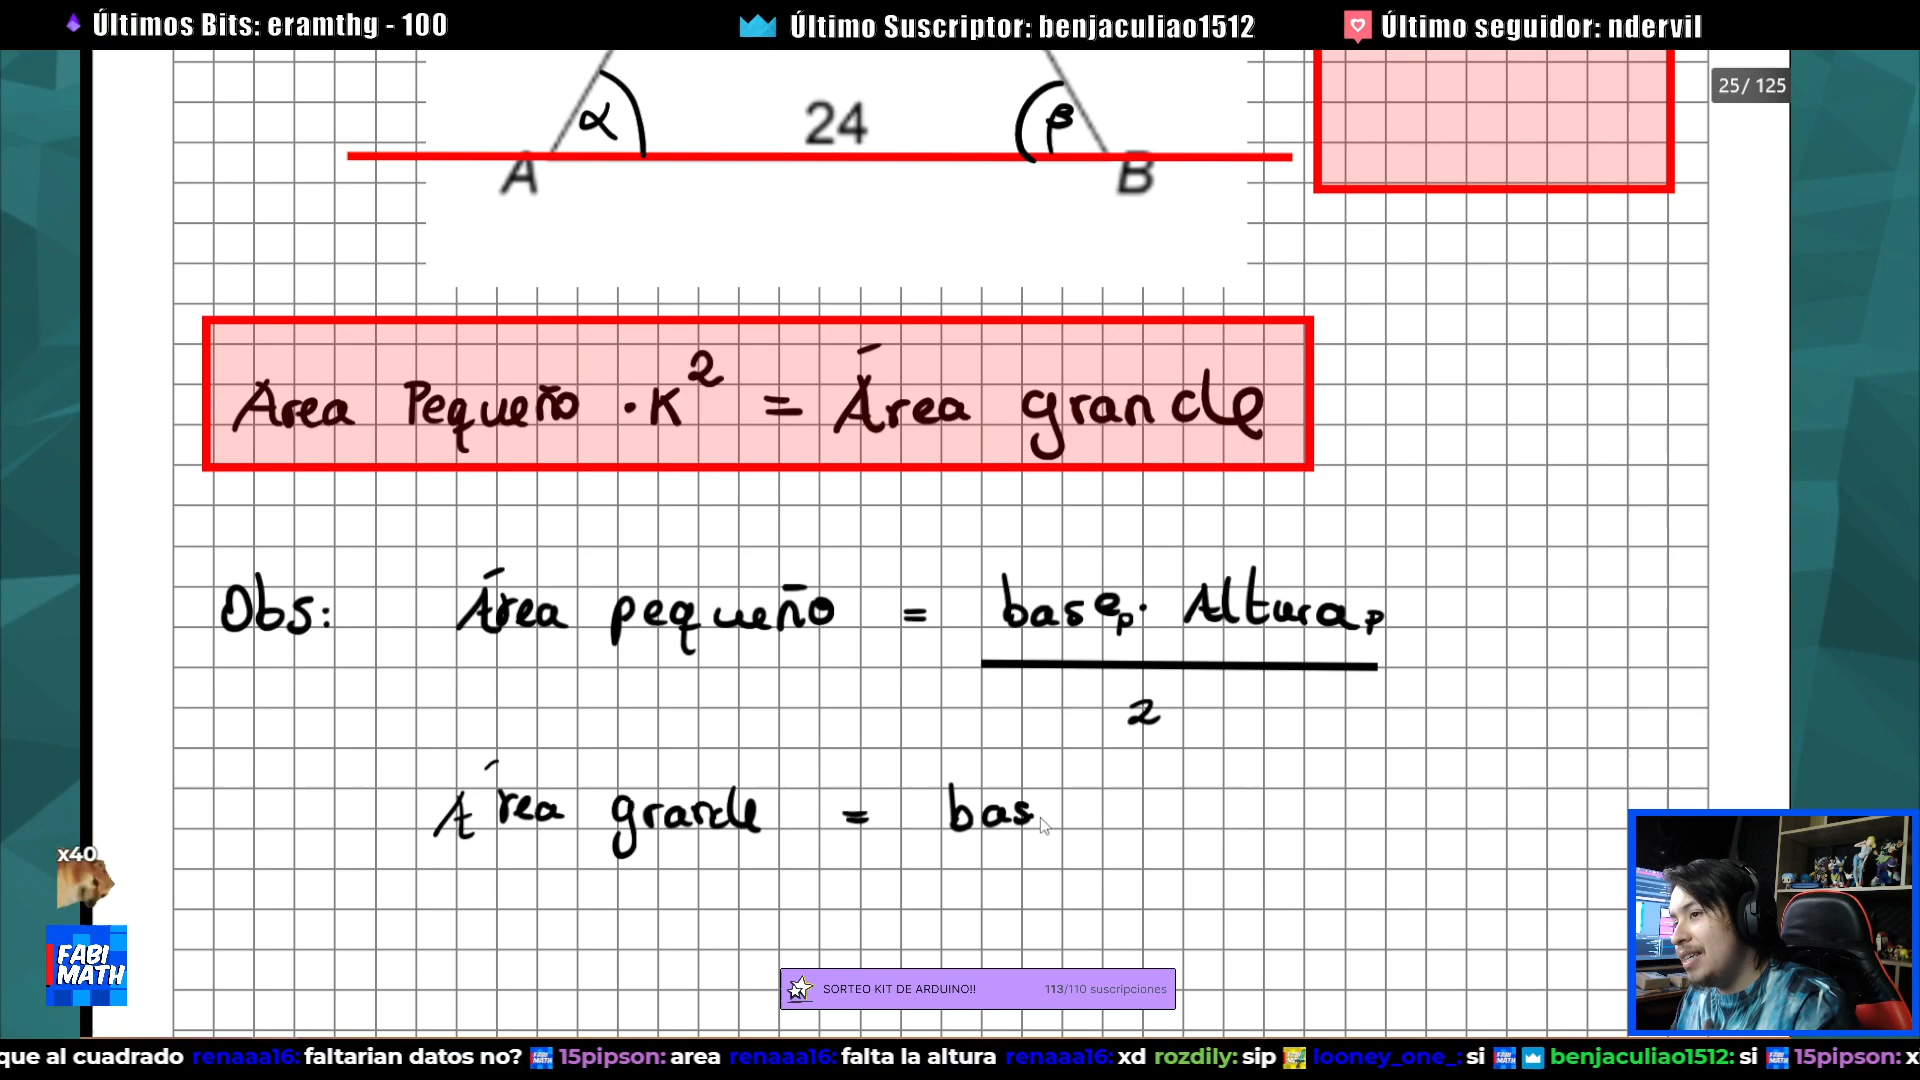 Últimos Bits: eramthg - 100
Último Suscriptor: benjaculiao1512
Último seguidor: ndervil
25/ 125
α
24
β
A
B
Area Pequeño · K² = Área grande
Obs: Área pequeño = basep · Alturap
2
Área grande = bas
x40
FABI
MATH
SORTEO KIT DE ARDUINO!! 113/110 suscripciones
que al cuadrado renaaa16: faltarian datos no? 15pipson: area renaaa16: falta la altura renaaa16: xd rozdily: sip looney_one_: si benjaculiao1512: si 15pipson: x